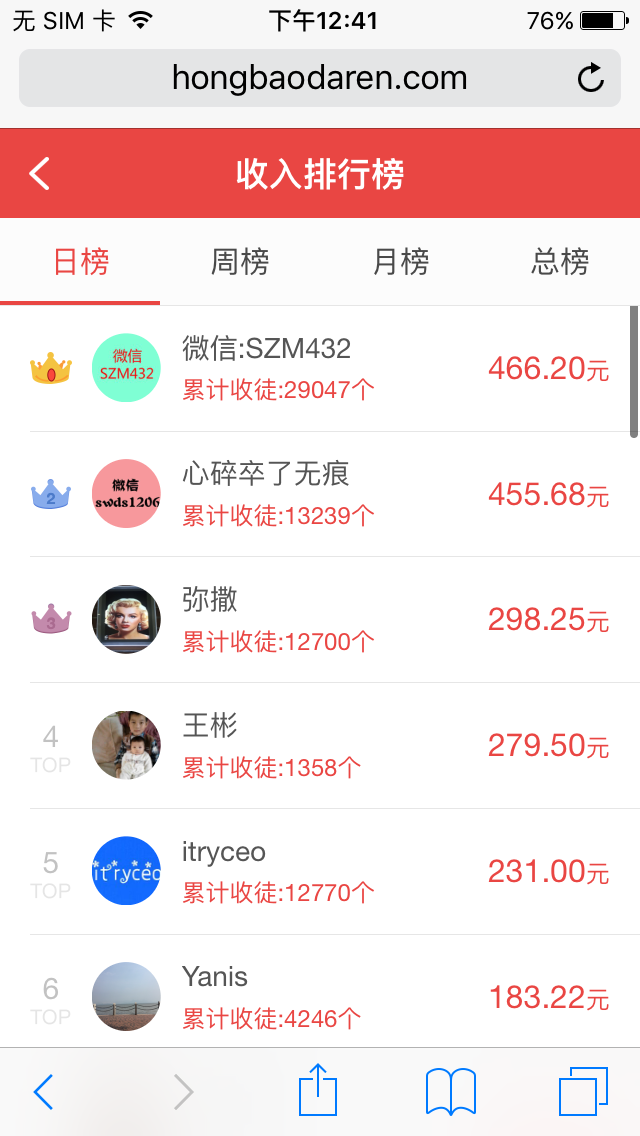 无 SIM 卡
下午12:41
76%
hongbaodaren.com
收入排行榜
日榜 周榜 月榜 总榜
微信
SZM432
微信:SZM432
累计收徒:29047个
466.20元
2
微信
swds1206
心碎卒了无痕
累计收徒:13239个
455.68元
3
弥撒
累计收徒:12700个
298.25元
4
TOP
王彬
累计收徒:1358个
279.50元
5
TOP
it'ryceo
itryceo
累计收徒:12770个
231.00元
6
TOP
Yanis
累计收徒:4246个
183.22元